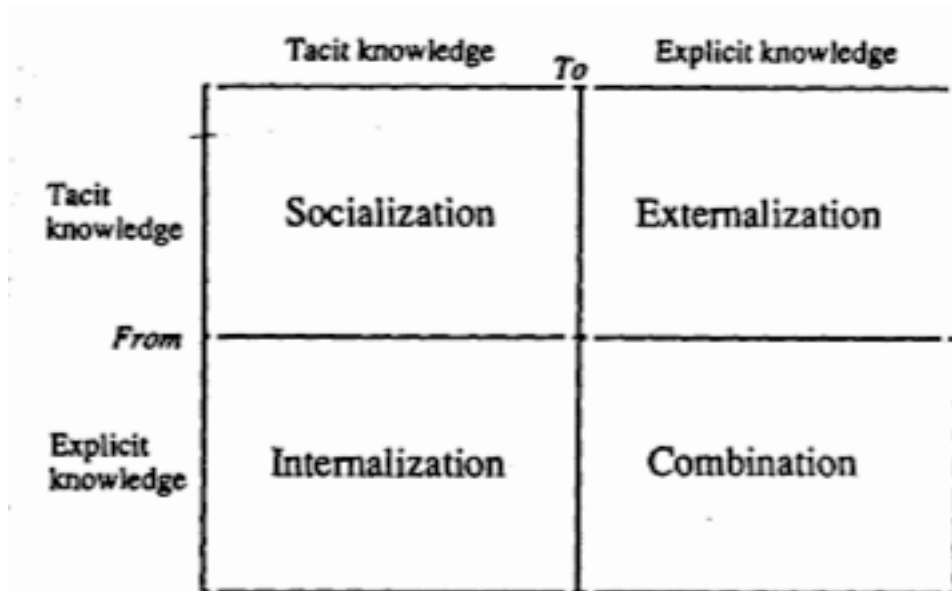 Tacit knowledge
To
Explicit knowledge
Tacit
knowledge
Socialization
Externalization
From
Explicit
knowledge
Internalization
Combination